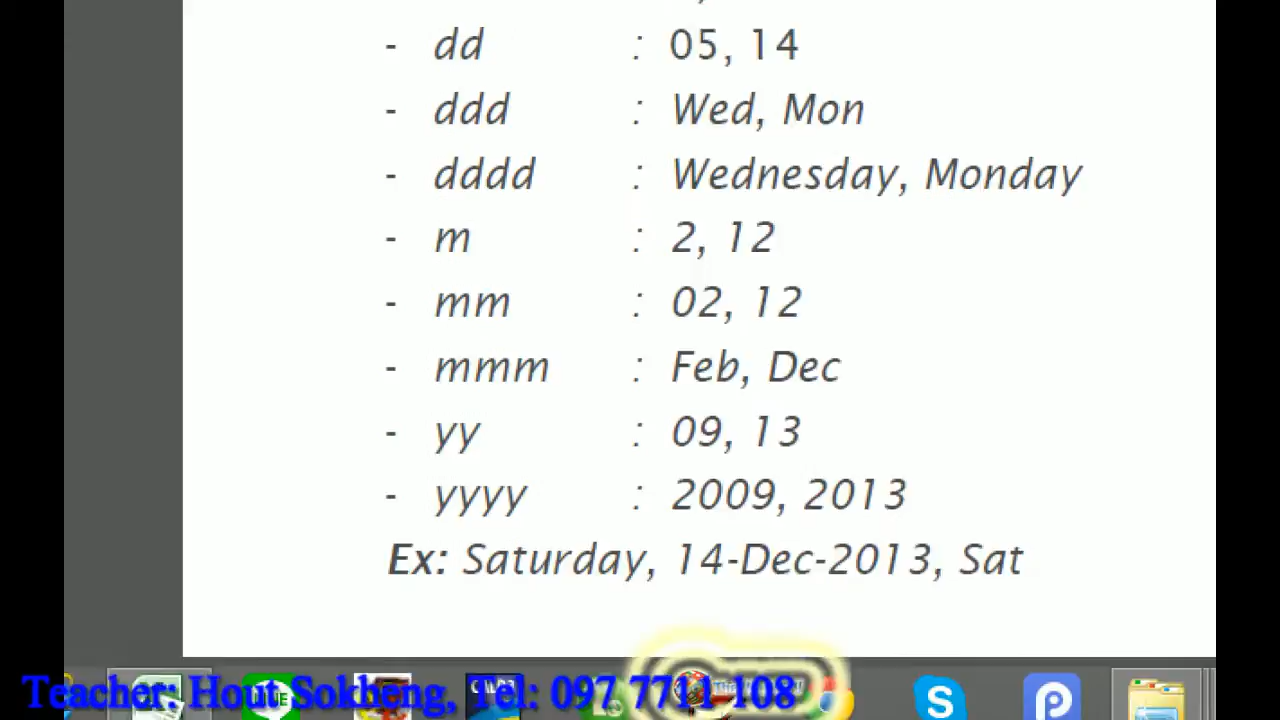 - dd : 05, 14
- ddd : Wed, Mon
- dddd : Wednesday, Monday
- m : 2, 12
- mm : 02, 12
- mmm : Feb, Dec
- yy : 09, 13
- yyyy : 2009, 2013
Ex: Saturday, 14-Dec-2013, Sat
Teacher: Hout Sokheng, Tel: 097 7711 108
LINE